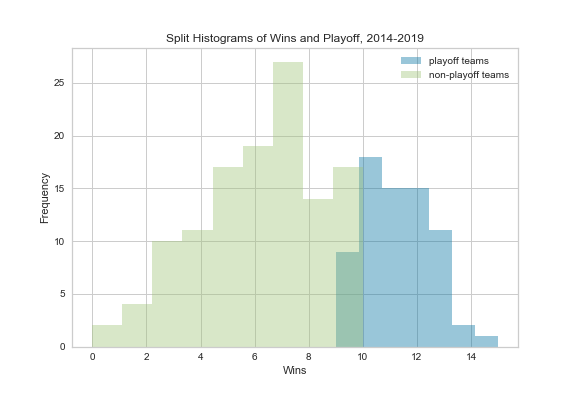 Split Histograms of Wins and Playoff, 2014-2019
playoff teams
non-playoff teams
Frequency
25
20
15
10
5
0
0 2 4 6 8 10 12 14
Wins